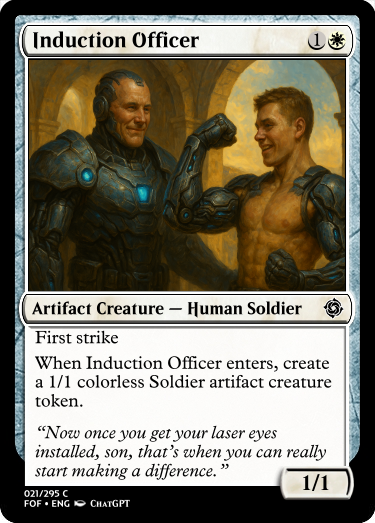 Induction Officer 1
Artifact Creature — Human Soldier
First strike
When Induction Officer enters, create
a 1/1 colorless Soldier artifact creature
token.
“Now once you get your laser eyes
installed, son, that’s when you can really
start making a difference.”
1/1
021/295 C
FOF • ENG ChatGPT